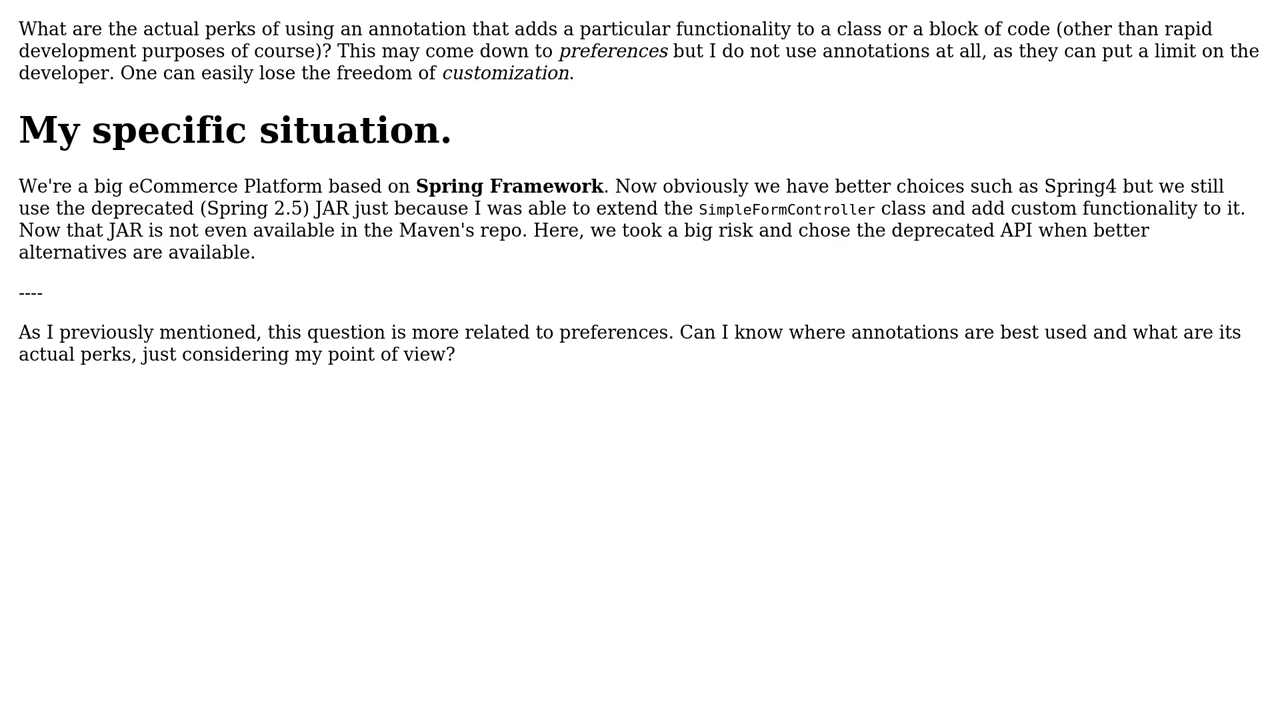 What are the actual perks of using an annotation that adds a particular functionality to a class or a block of code (other than rapid
development purposes of course)? This may come down to preferences but I do not use annotations at all, as they can put a limit on the
developer. One can easily lose the freedom of customization.
My specific situation.
We're a big eCommerce Platform based on Spring Framework. Now obviously we have better choices such as Spring4 but we still
use the deprecated (Spring 2.5) JAR just because I was able to extend the SimpleFormController class and add custom functionality to it.
Now that JAR is not even available in the Maven's repo. Here, we took a big risk and chose the deprecated API when better
alternatives are available.
----
As I previously mentioned, this question is more related to preferences. Can I know where annotations are best used and what are its
actual perks, just considering my point of view?